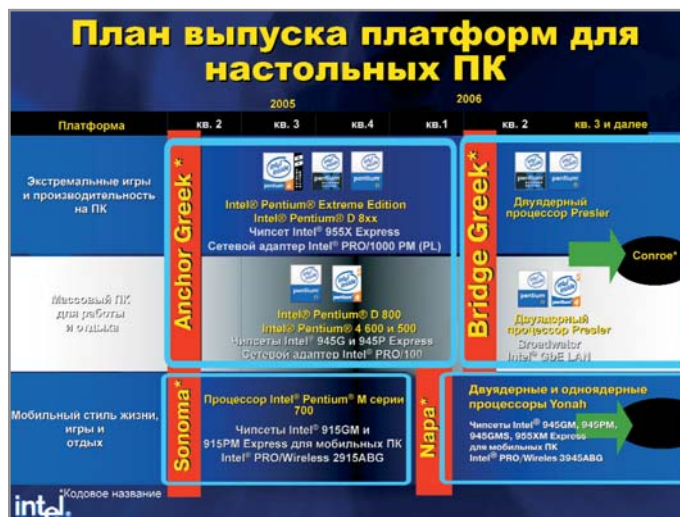 План выпуска платформ для
настольных ПК
2005
2006
Платформа
кв. 2
кв. 3
кв.4
кв.1
кв. 2
кв. 3 и далее
Экстремальные игры
и производительность
на ПК
Anchor Greek*
Intel® Pentium® Extreme Edition
Intel® Pentium® D 8xx
Чипсет Intel® 955X Express
Сетевой адаптер Intel® PRO/1000 PM (PL)
Bridge Greek*
Двуядерный
процессор Presler
Conroe*
Массовый ПК
для работы
и отдыха
Intel® Pentium® D 800
Intel® Pentium® 4 600 и 500
Чипсеты Intel® 945G и 945P Express
Сетевой адаптер Intel® PRO/100
Двуядерный
процессор Presler
Broadwater
Intel® GbE LAN
Мобильный стиль жизни,
игры и
отдых
Sonoma*
Процессор Intel® Pentium® M серии
700
Чипсеты Intel® 915GM и
915PM Express для мобильных ПК
Intel® PRO/Wireless 2915ABG
Napa*
Двуядерные и одноядерные
процессоры Yonah
Чипсеты Intel® 945GM, 945PM,
945GMS, 955XM Express
для мобильных ПК
Intel® PRO/Wireles 3945ABG
*Кодовое название
intel.